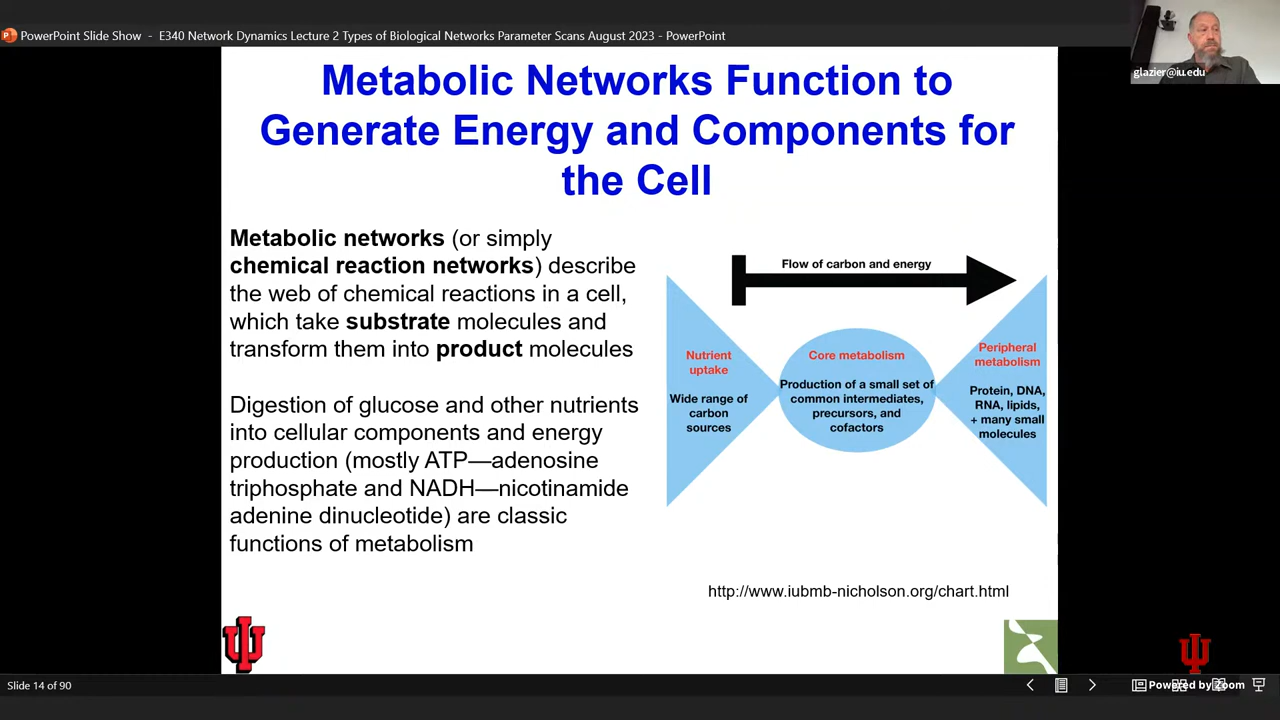 PowerPoint Slide Show - E340 Network Dynamics Lecture 2 Types of Biological Networks Parameter Scans August 2023 - PowerPoint
glazier@iu.edu
Metabolic Networks Function to
Generate Energy and Components for
the Cell
Metabolic networks (or simply
chemical reaction networks) describe
the web of chemical reactions in a cell,
which take substrate molecules and
transform them into product molecules
Digestion of glucose and other nutrients
into cellular components and energy
production (mostly ATP—adenosine
triphosphate and NADH—nicotinamide
adenine dinucleotide) are classic
functions of metabolism
Flow of carbon and energy
Nutrient
uptake
Wide range of
carbon
sources
Core metabolism
Production of a small set of
common intermediates,
precursors, and
cofactors
Peripheral
metabolism
Protein, DNA,
RNA, lipids,
+ many small
molecules
http://www.iubmb-nicholson.org/chart.html
Slide 14 of 90
Powered by Zoom